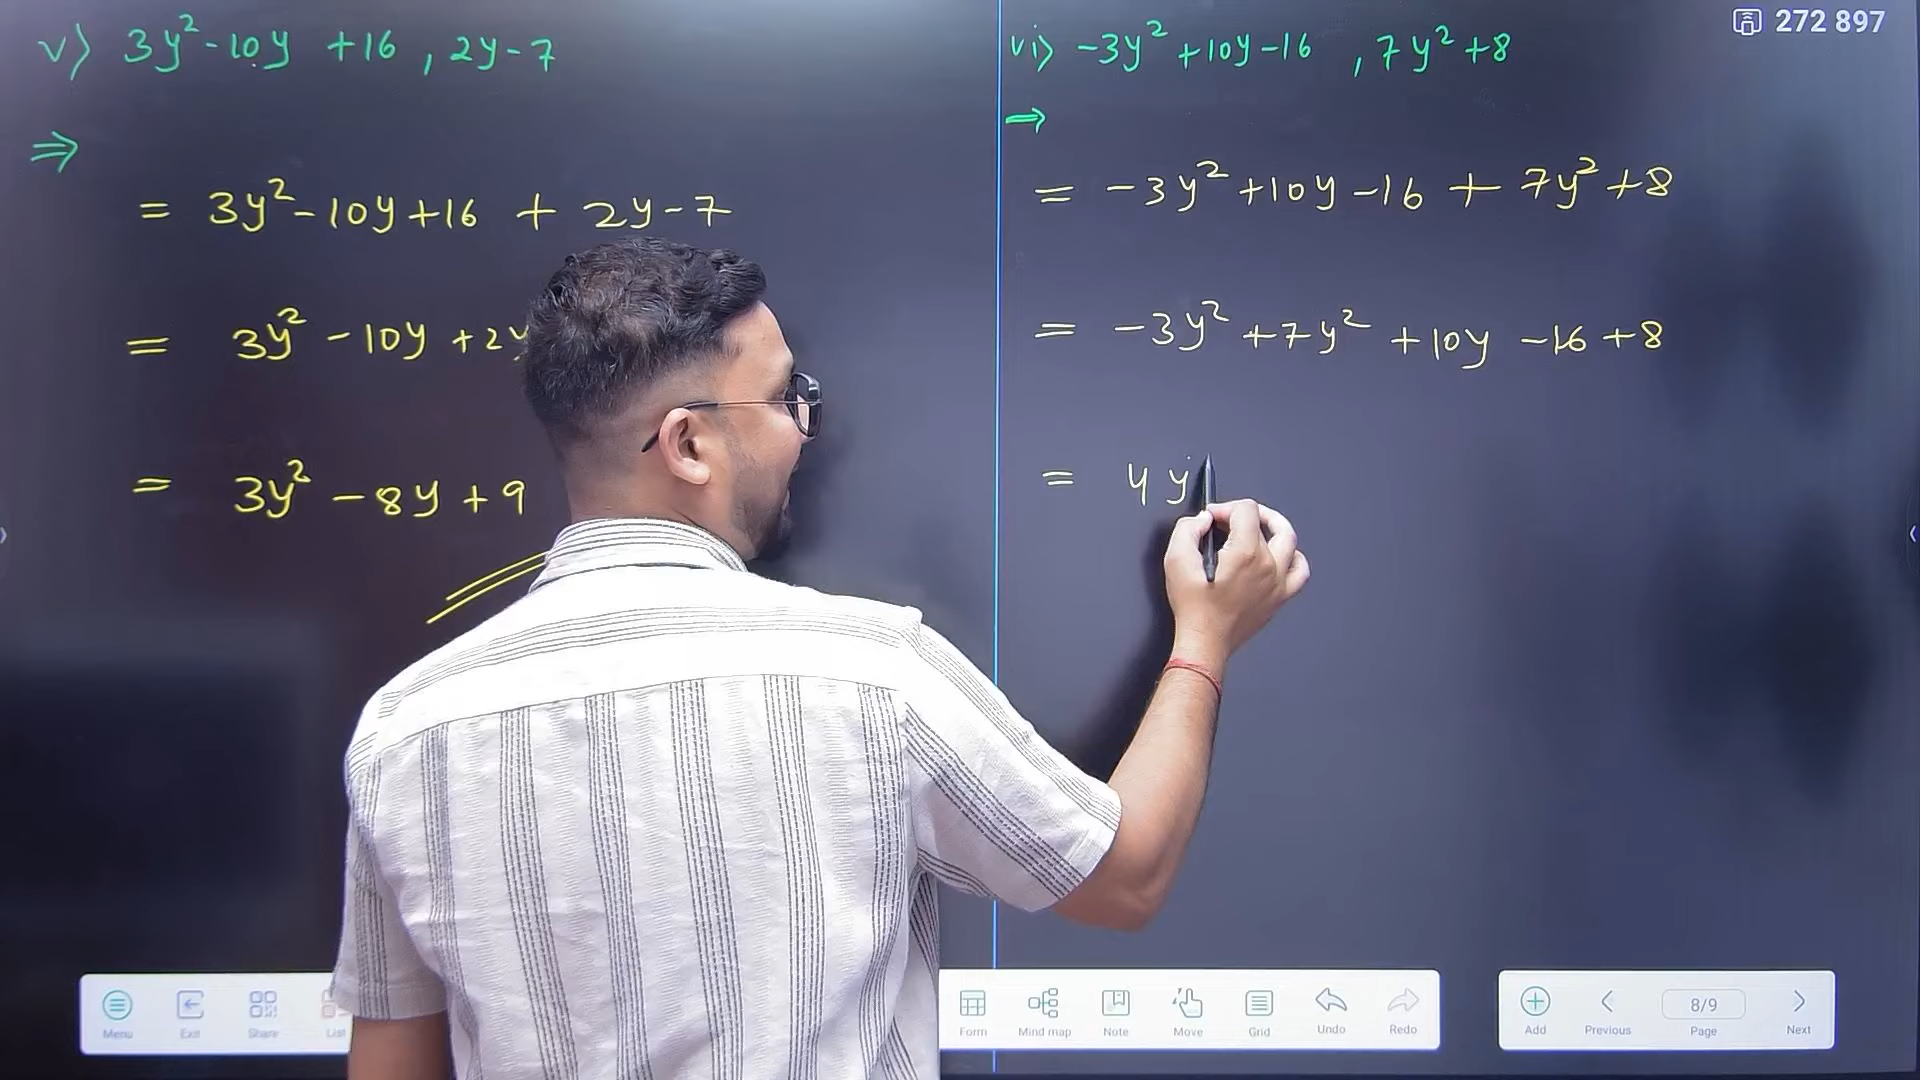 v) 3y² - 10y + 16 , 2y - 7
⇒
= 3y² - 10y + 16 + 2y - 7
= 3y² - 10y + 2y
= 3y² - 8y + 9
272 897
vi) -3y² + 10y - 16 , 7y² + 8
⇒
= -3y² + 10y - 16 + 7y² + 8
= -3y² + 7y² + 10y - 16 + 8
= 4y
Menu Exit Share List Form Mind map Note Move Grid Undo Redo
8/9
Add Previous Page Next